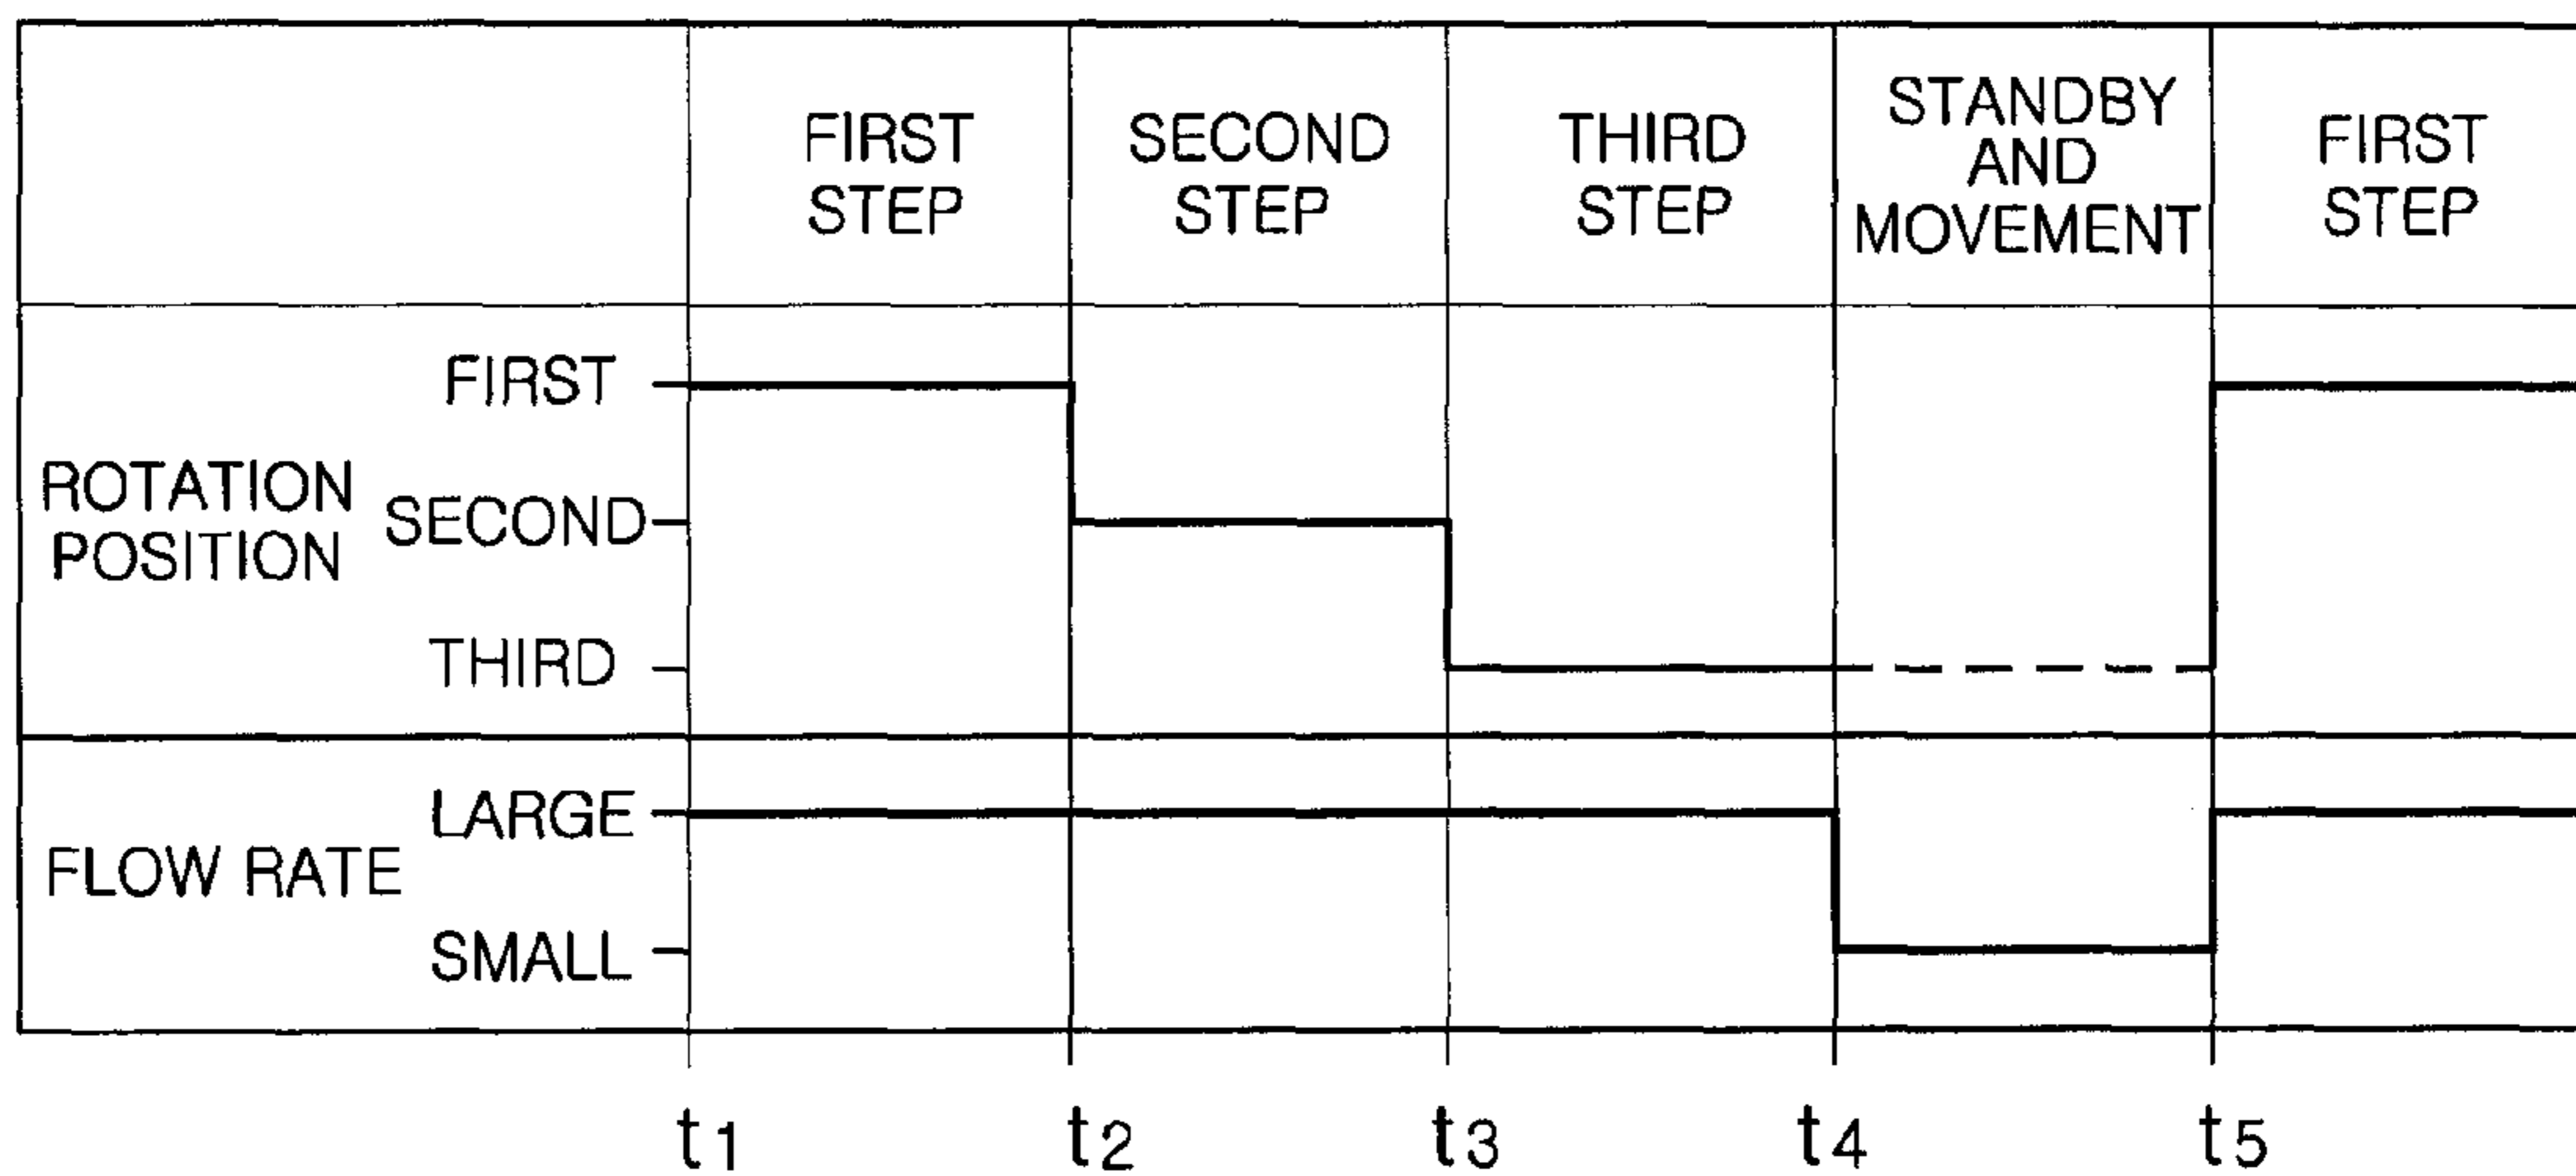 FIRST
STEP
SECOND
STEP
THIRD
STEP
STANDBY
AND
MOVEMENT
FIRST
STEP
ROTATION
POSITION
FIRST
SECOND
THIRD
FLOW RATE
LARGE
SMALL
t1 t2 t3 t4 t5